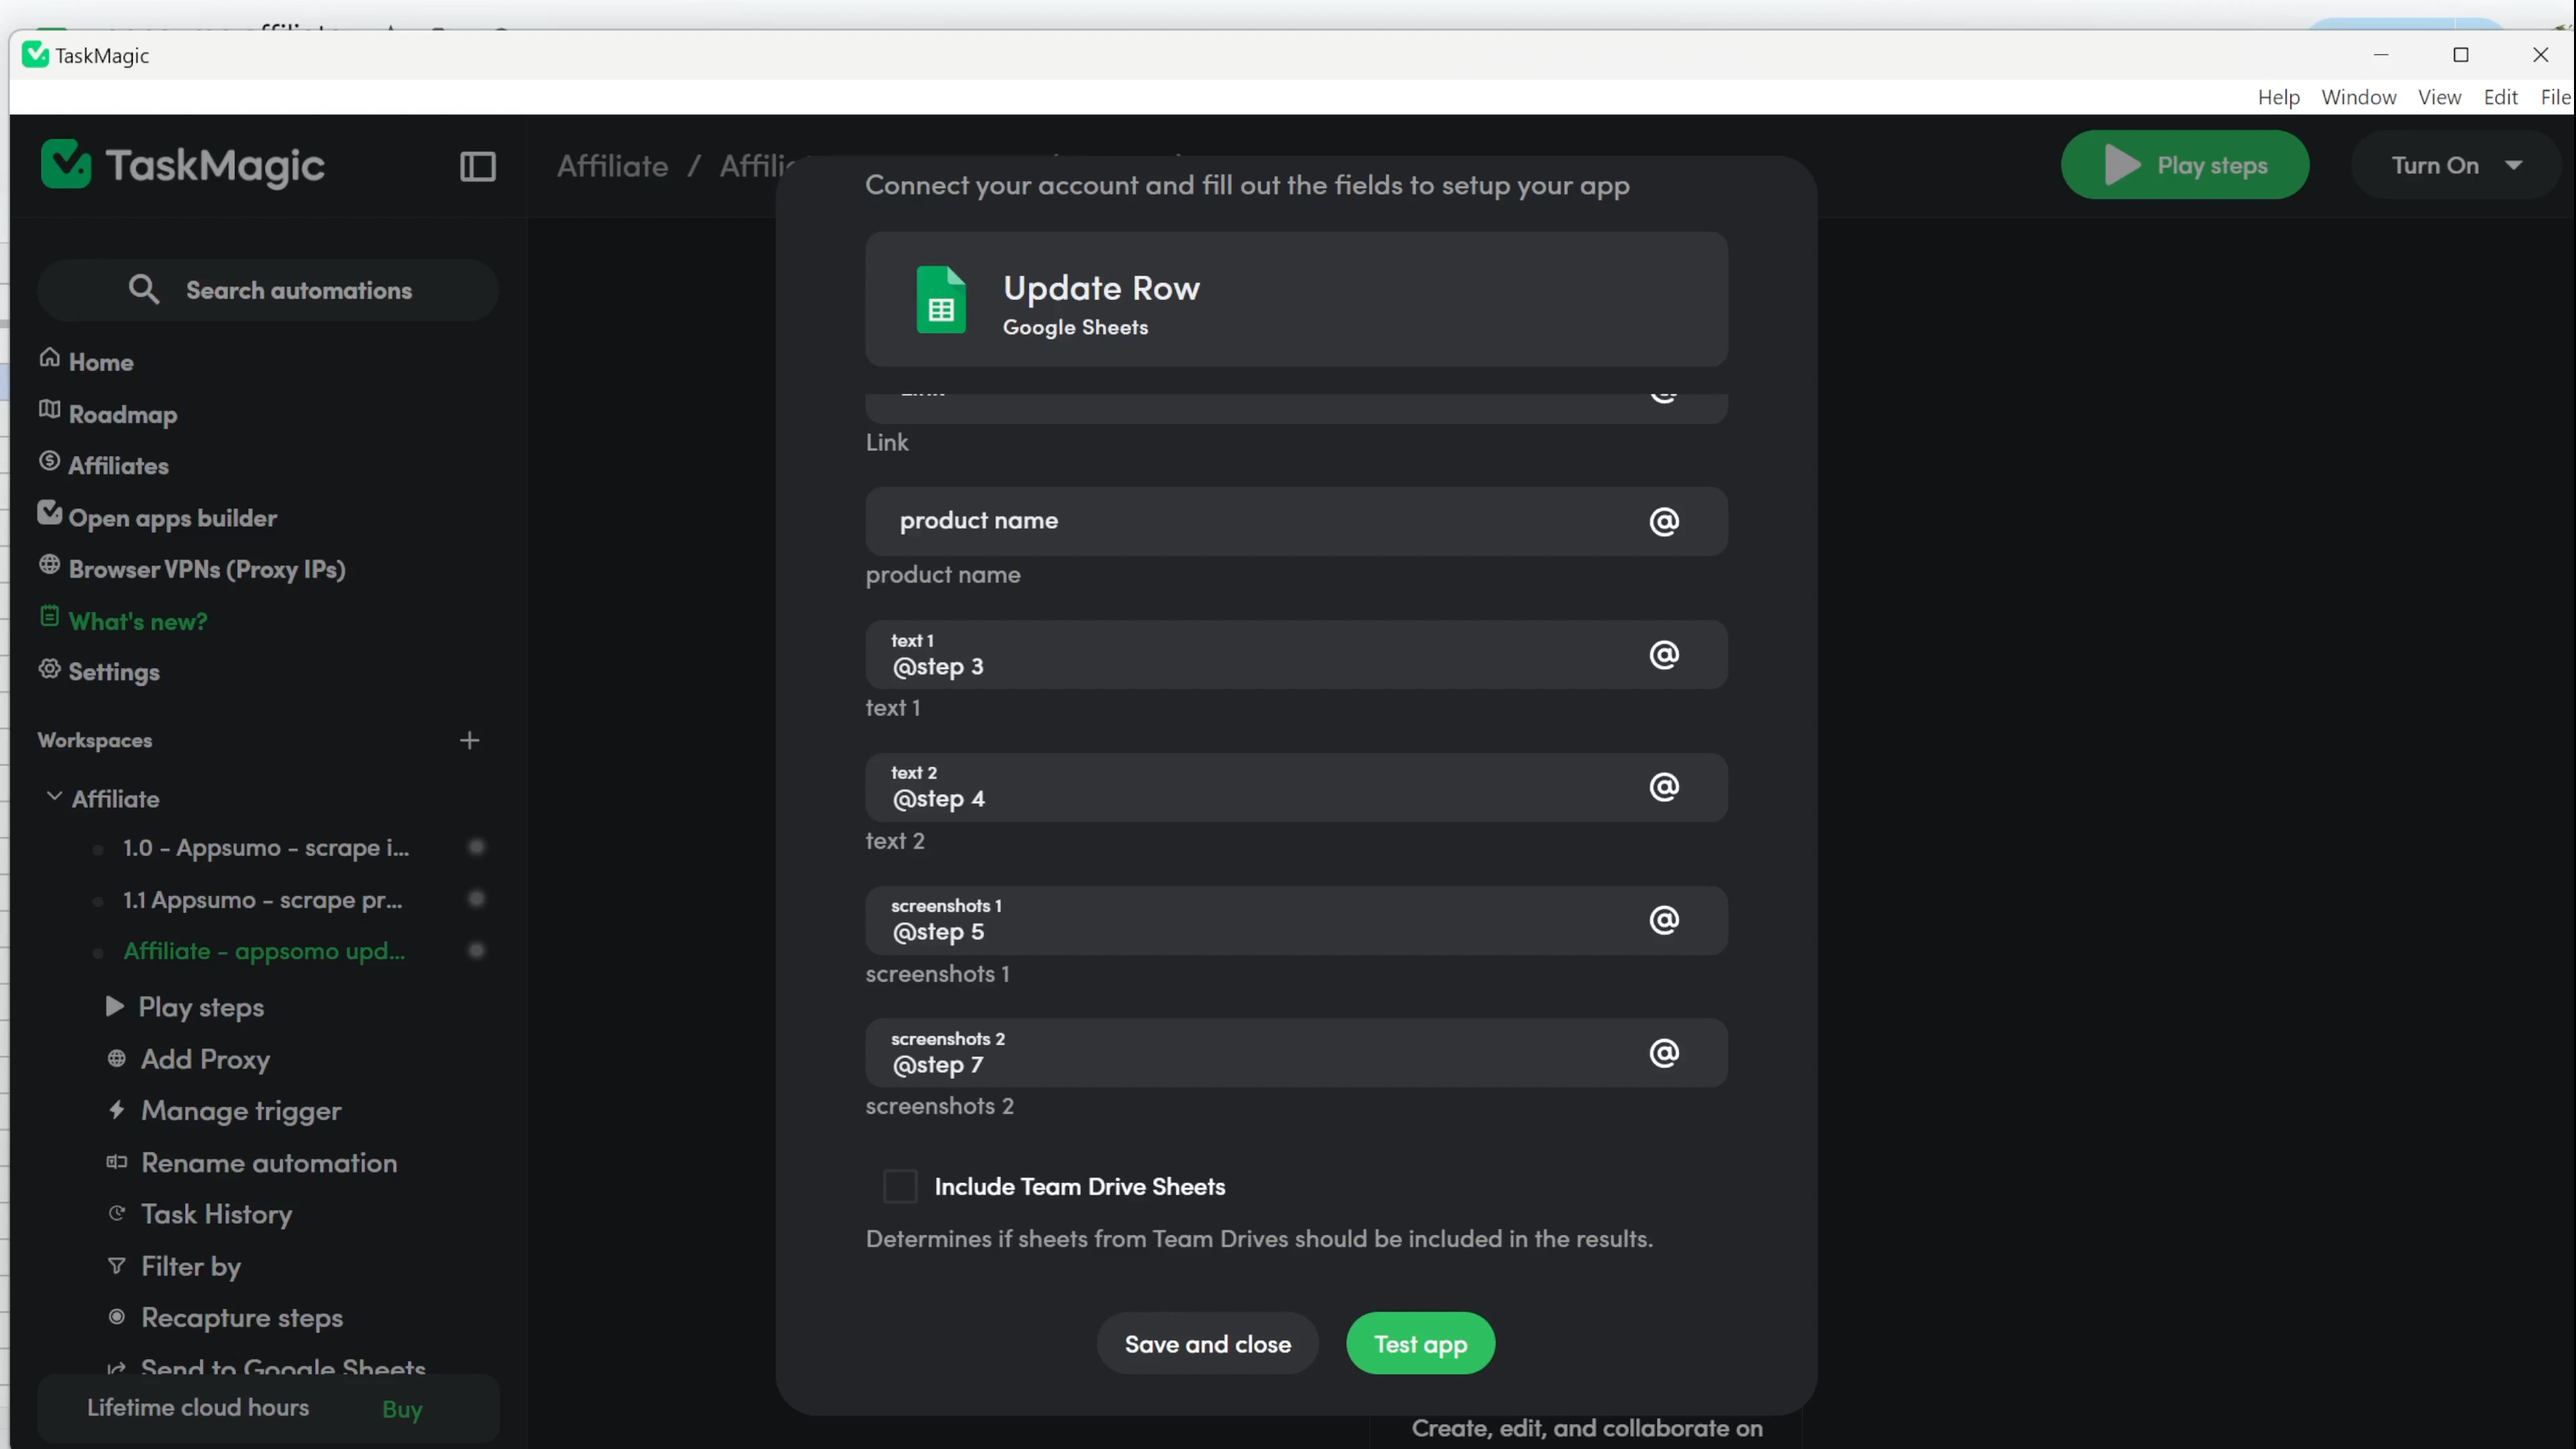 TaskMagic
Help Window View Edit File
TaskMagic
Affiliate / Affilia
Play steps
Turn On
Search automations
Home
Roadmap
Affiliates
Open apps builder
Browser VPNs (Proxy IPs)
What's new?
Settings
Workspaces
Affiliate
1.0 - Appsumo - scrape i...
1.1 Appsumo - scrape pr...
Affiliate - appsomo upd...
Play steps
Add Proxy
Manage trigger
Rename automation
Task History
Filter by
Recapture steps
Send to Google Sheets
Lifetime cloud hours Buy
Connect your account and fill out the fields to setup your app
Update Row
Google Sheets
Link
product name @
product name
text 1
@step 3 @
text 1
text 2
@step 4 @
text 2
screenshots 1
@step 5 @
screenshots 1
screenshots 2
@step 7 @
screenshots 2
Include Team Drive Sheets
Determines if sheets from Team Drives should be included in the results.
Save and close
Test app
Create, edit, and collaborate on